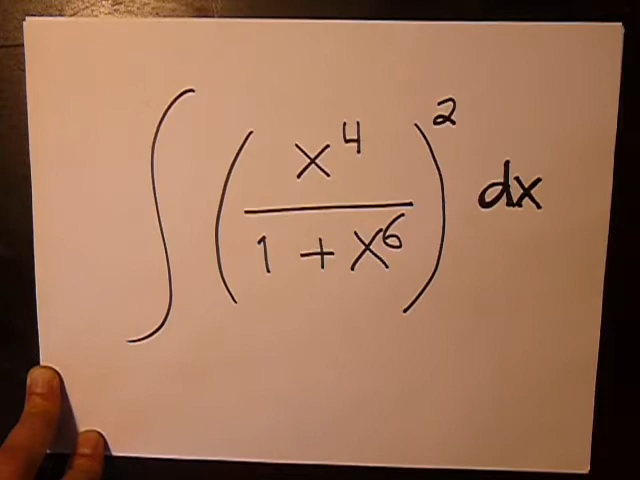 ∫ (x⁴ / (1 + x⁶))² dx